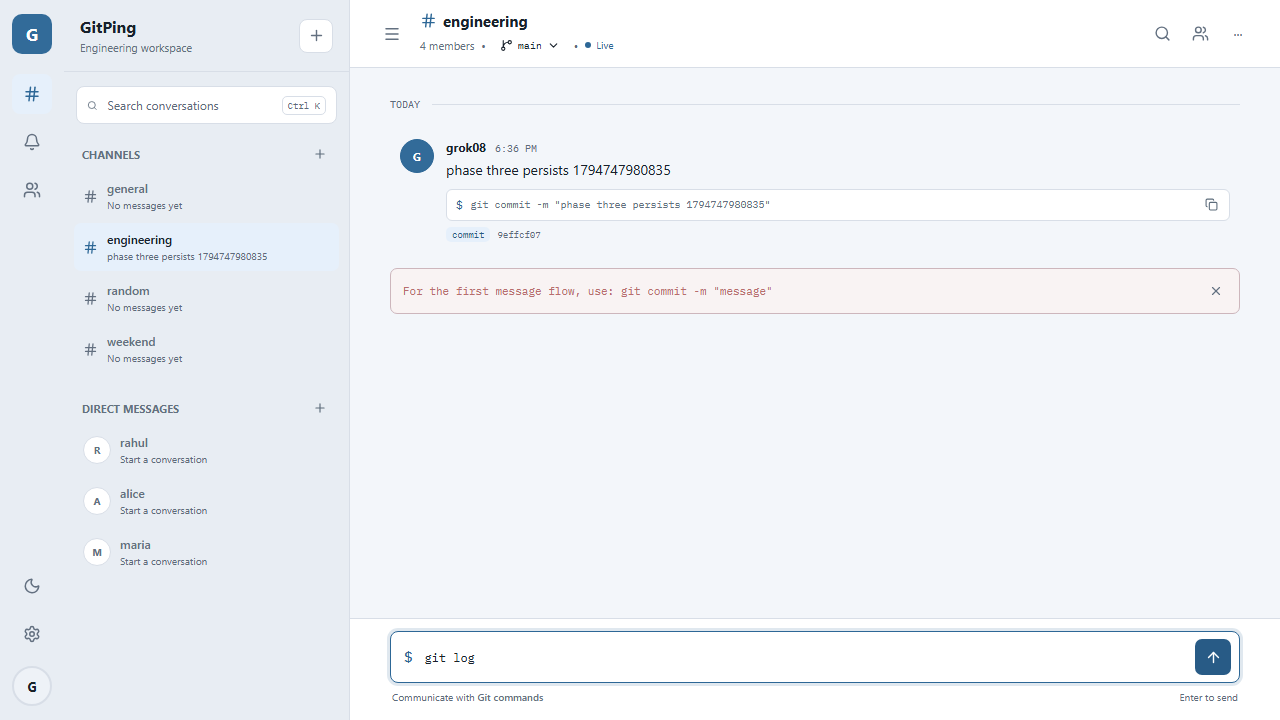 G
GitPing
Engineering workspace
Search conversations
Ctrl K
CHANNELS
general
No messages yet
engineering
phase three persists 1794747980835
random
No messages yet
weekend
No messages yet
DIRECT MESSAGES
R
rahul
Start a conversation
A
alice
Start a conversation
M
maria
Start a conversation
G
# engineering
4 members • main • Live
TODAY
G
grok08 6:36 PM
phase three persists 1794747980835
$ git commit -m "phase three persists 1794747980835"
commit 9effcf07
For the first message flow, use: git commit -m "message"
$ git log
Communicate with Git commands
Enter to send